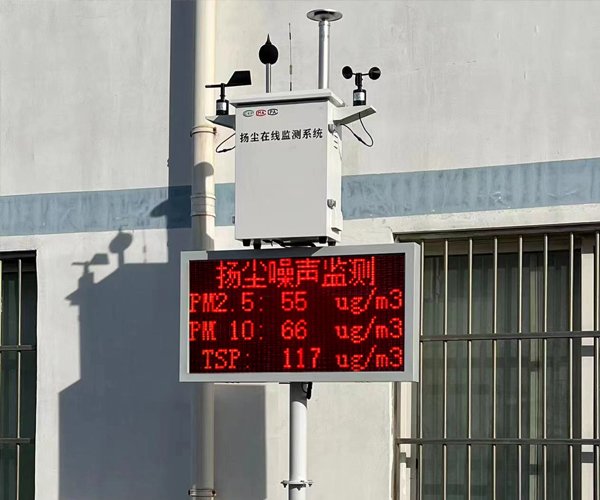 扬尘在线监测系统
扬尘噪声监测
PM2.5: 55 ug/m3
PM 10: 66 ug/m3
TSP: 117 ug/m3